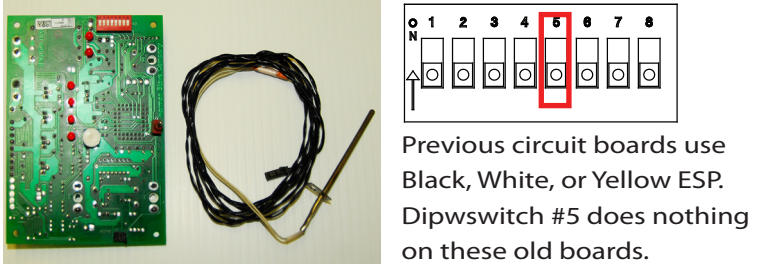 O 1 2 3 4 5 6 7 8
N
Previous circuit boards use
Black, White, or Yellow ESP.
Dipwswitch #5 does nothing
on these old boards.